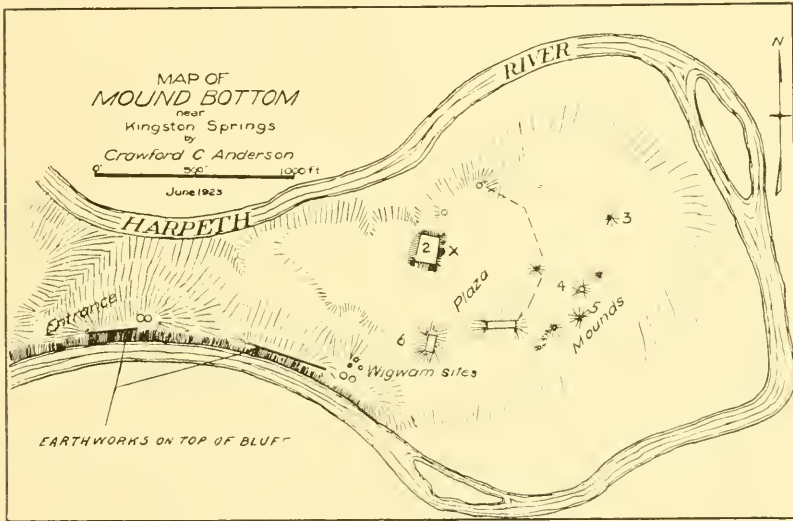 MAP OF
MOUND BOTTOM
near
Kingston Springs
by
Crawford C Anderson
0' 500' 1000 ft
June 1923
N
HARPETH RIVER
2 X
3
4
5
6
Plaza
Mounds
Entrance
Wigwam sites
EARTHWORKS ON TOP OF BLUFF